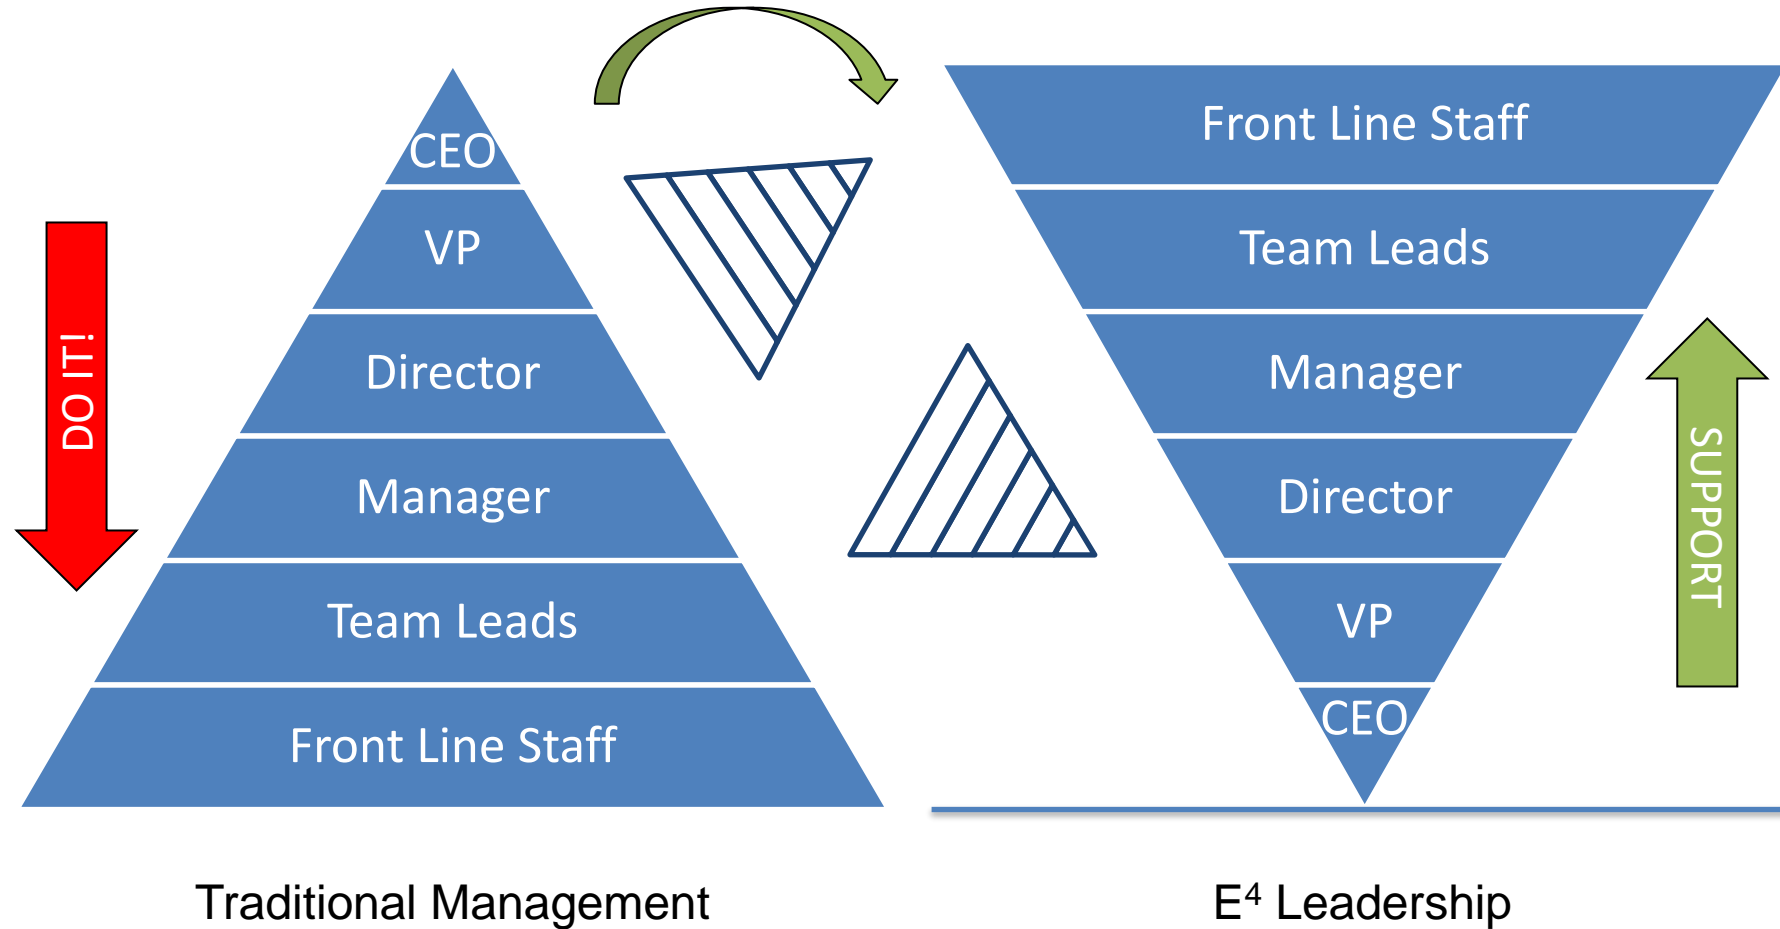 CEO
VP
Director
Manager
Team Leads
Front Line Staff
DO IT!
Traditional Management
Front Line Staff
Team Leads
Manager
Director
VP
CEO
SUPPORT
E⁴ Leadership